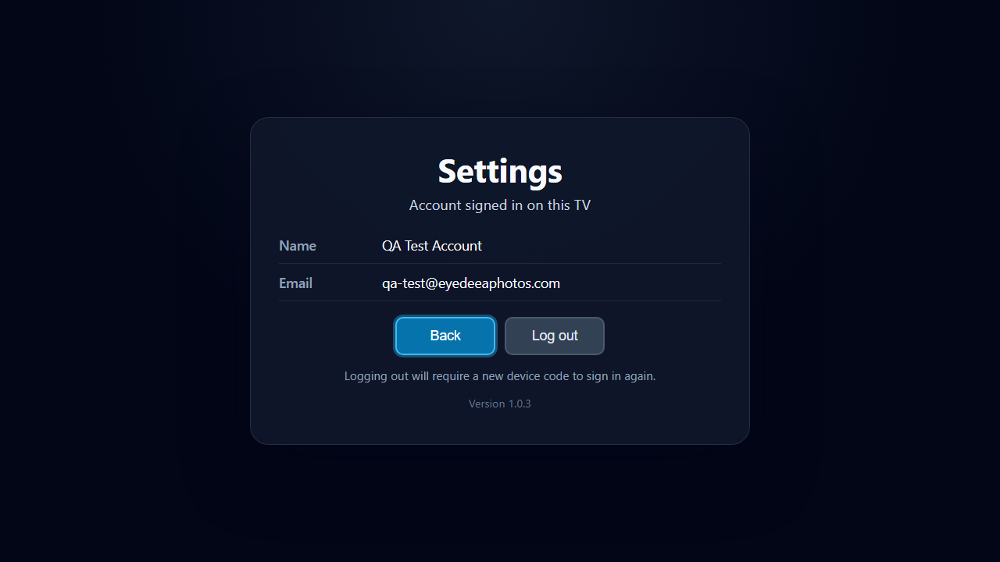 Settings
Account signed in on this TV
Name QA Test Account
Email qa-test@eyedeeaphotos.com
Back Log out
Logging out will require a new device code to sign in again.
Version 1.0.3